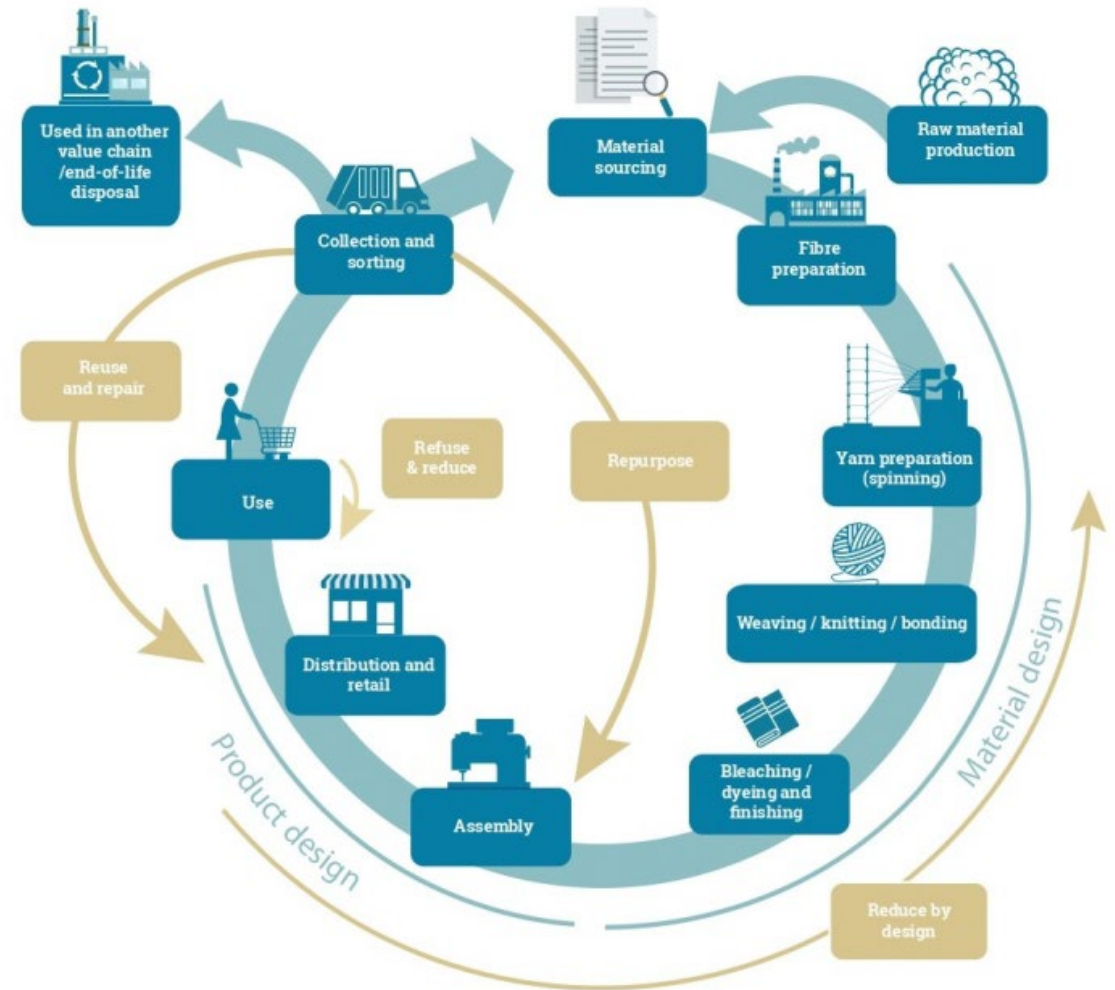 Used in another
value chain
/end-of-life
disposal
Material
sourcing
Raw material
production
Collection and
sorting
Fibre
preparation
Reuse
and repair
Refuse
& reduce
Repurpose
Yarn preparation
(spinning)
Use
Weaving / knitting / bonding
Distribution and
retail
Bleaching /
dyeing and
finishing
Assembly
Product design
Material design
Reduce by
design